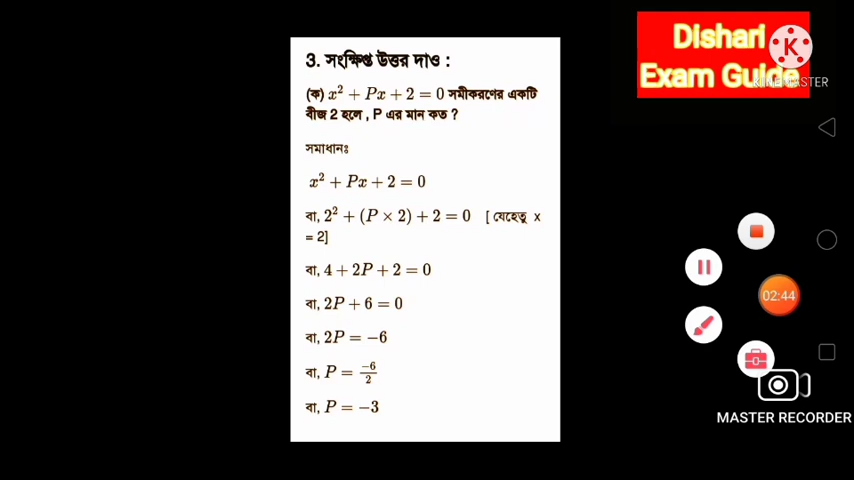 Dishari
Exam Guide
KINEMASTER
3. সংক্ষিপ্ত উত্তর দাও :
(ক) x² + Px + 2 = 0 সমীকরণের একটি
বীজ 2 হলে , P এর মান কত ?
সমাধানঃ
x² + Px + 2 = 0
বা, 2² + (P × 2) + 2 = 0 [ যেহেতু x
= 2]
বা, 4 + 2P + 2 = 0
বা, 2P + 6 = 0
বা, 2P = −6
বা, P = −6/2
বা, P = −3
02:44
MASTER RECORDER